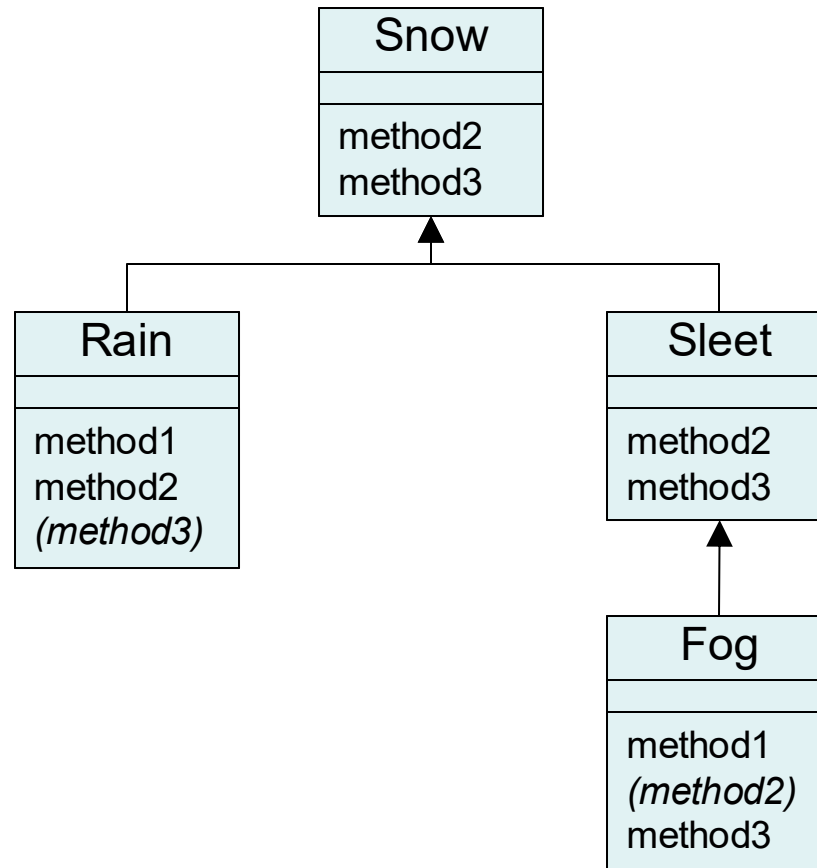 Snow
method2
method3
Rain
method1
method2
(method3)
Sleet
method2
method3
Fog
method1
(method2)
method3